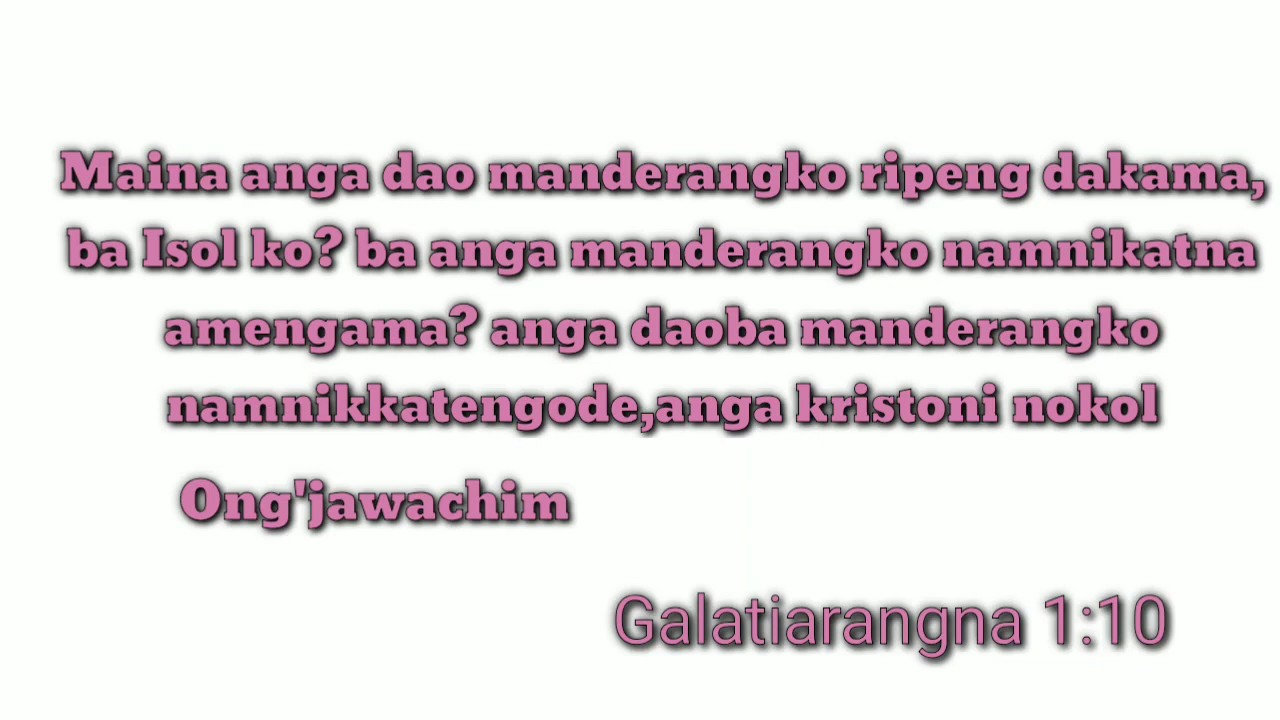 Maina anga dao manderangko ripeng dakama,
ba Isol ko? ba anga manderangko namnikatna
amengama? anga daoba manderangko
namnikkatengode,anga kristoni nokol
Ong'jawachim
Galatiarangna 1:10